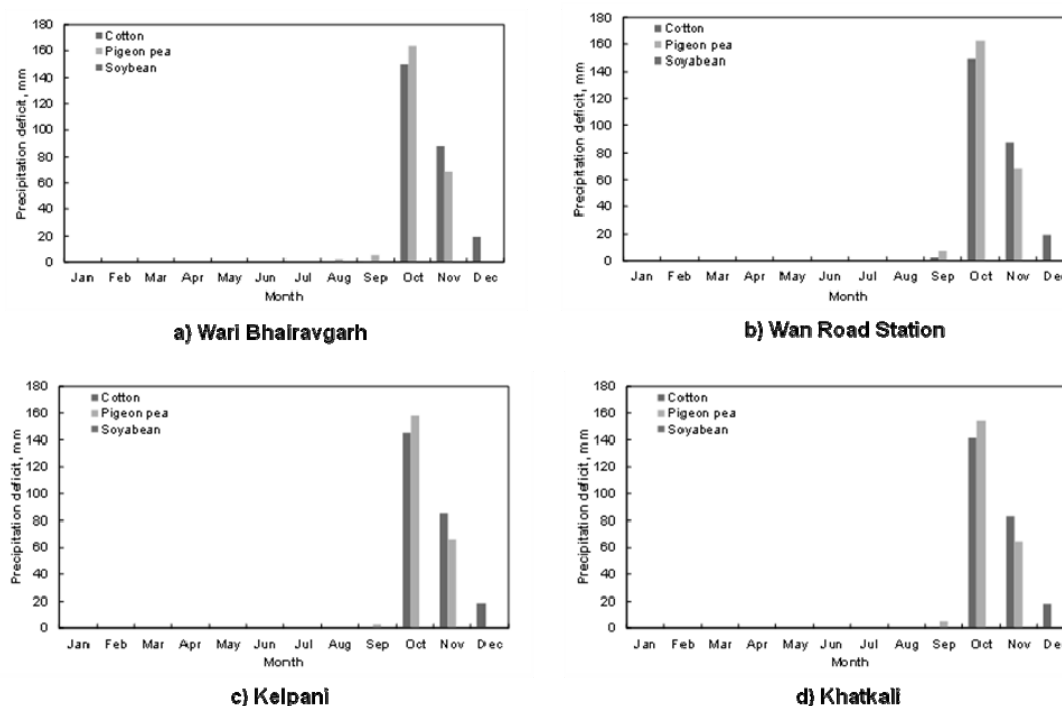 180
160
140
120
100
80
60
40
20
0
Precipitation deficit, mm
Cotton
Pigeon pea
Soybean
Jan Feb Mar Apr May Jun Jul Aug Sep Oct Nov Dec
Month
a) Wari Bhairavgarh
180
160
140
120
100
80
60
40
20
0
Precipitation deficit, mm
Cotton
Pigeon pea
Soyabean
Jan Feb Mar Apr May Jun Jul Aug Sep Oct Nov Dec
Month
b) Wan Road Station
180
160
140
120
100
80
60
40
20
0
Precipitation deficit, mm
Cotton
Pigeon pea
Soyabean
Jan Feb Mar Apr May Jun Jul Aug Sep Oct Nov Dec
Month
c) Kelpani
180
160
140
120
100
80
60
40
20
0
Precipitation deficit, mm
Cotton
Pigeon pea
Soyabean
Jan Feb Mar Apr May Jun Jul Aug Sep Oct Nov Dec
Month
d) Khatkali